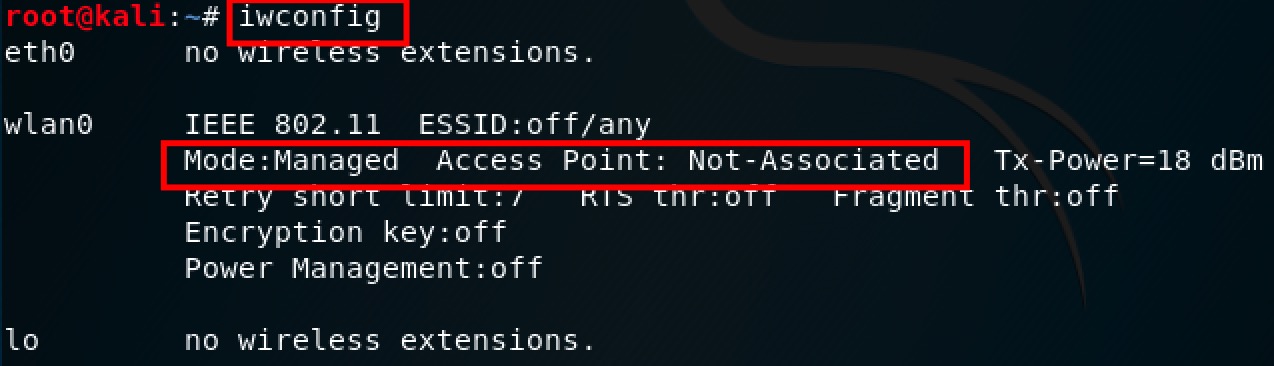 root@kali:~# iwconfig
eth0 no wireless extensions.
wlan0 IEEE 802.11 ESSID:off/any
Mode:Managed Access Point: Not-Associated Tx-Power=18 dBm
Retry short limit:7 RTS thr:off Fragment thr:off
Encryption key:off
Power Management:off
lo no wireless extensions.